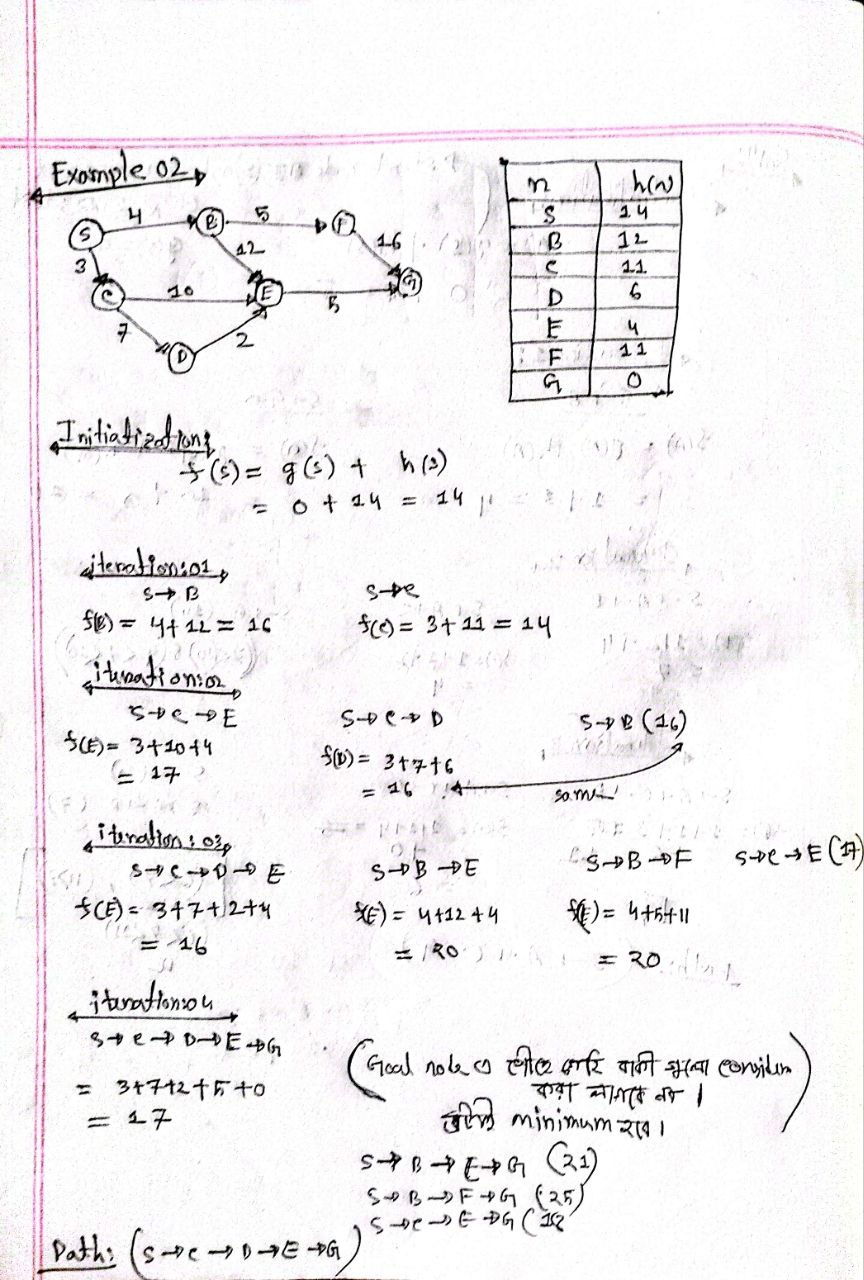 Example 02
n h(n)
S 14
B 12
C 11
D 6
E 4
F 11
G 0
S 4 B 5 F
3 12 16
C 10 E 5 G
7 2
D
Initialization:
f(S) = g(S) + h(S)
= 0 + 14 = 14
iteration: 01
S→B S→C
f(B) = 4+12 = 16 f(C) = 3+11 = 14
iteration: 02
S→C→E S→C→D S→B (16)
f(E) = 3+10+4 f(D) = 3+7+6
= 17 = 16 same
iteration: 03
S→C→D→E S→B→E S→B→F S→C→E (17)
f(E) = 3+7+2+4 f(E) = 4+12+4 f(E) = 4+5+11
= 16 = 20 = 20
iteration: 04
S→C→D→E→G
= 3+7+2+5+0
= 17
(Goal node এ বাকী গুলো consider
করা লাগবে না।
minimum হবে।)
S→B→E→G (21)
S→B→F→G (25)
S→C→E→G (18
Path: (S→C→D→E→G)